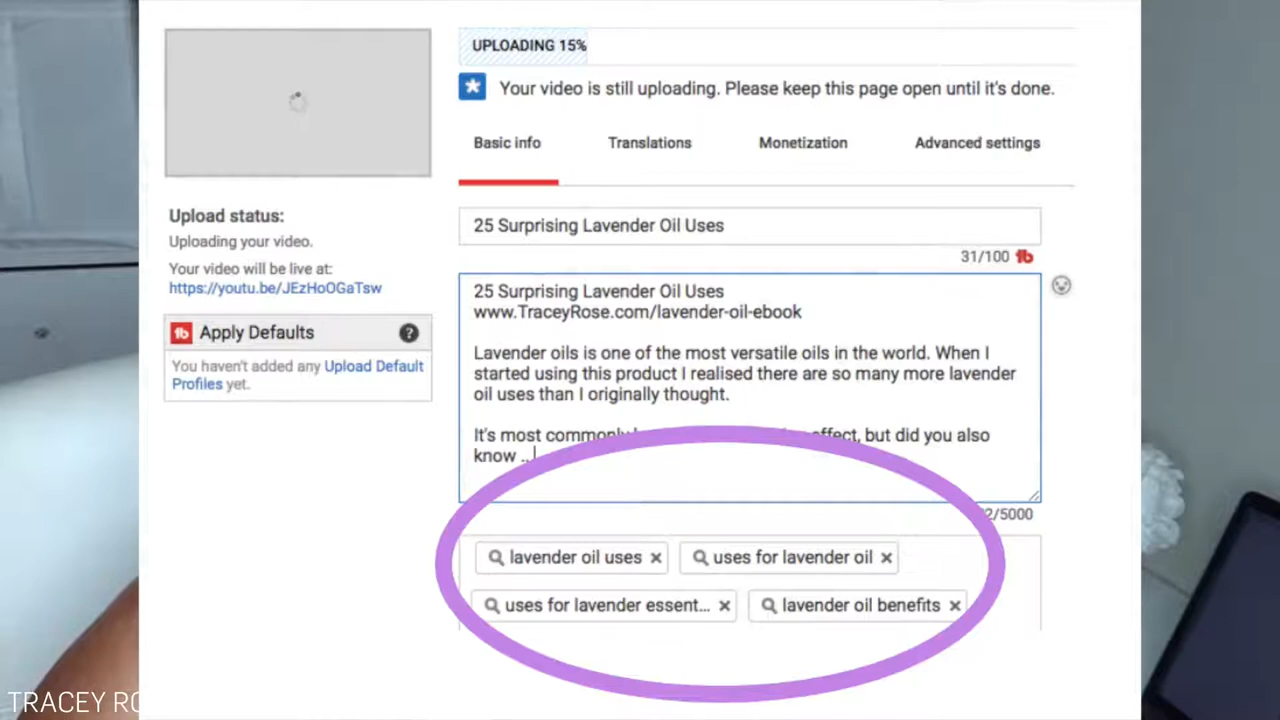 UPLOADING 15%
Your video is still uploading. Please keep this page open until it's done.
Basic info Translations Monetization Advanced settings
Upload status:
Uploading your video.
Your video will be live at:
https://youtu.be/JEzHoOGaTsw
Apply Defaults ?
You haven't added any Upload Default
Profiles yet.
25 Surprising Lavender Oil Uses
31/100
25 Surprising Lavender Oil Uses
www.TraceyRose.com/lavender-oil-ebook
Lavender oils is one of the most versatile oils in the world. When I
started using this product I realised there are so many more lavender
oil uses than I originally thought.
It's most commonly effect, but did you also
know ..
2/5000
lavender oil uses × uses for lavender oil ×
uses for lavender essent... × lavender oil benefits ×
TRACEY RO